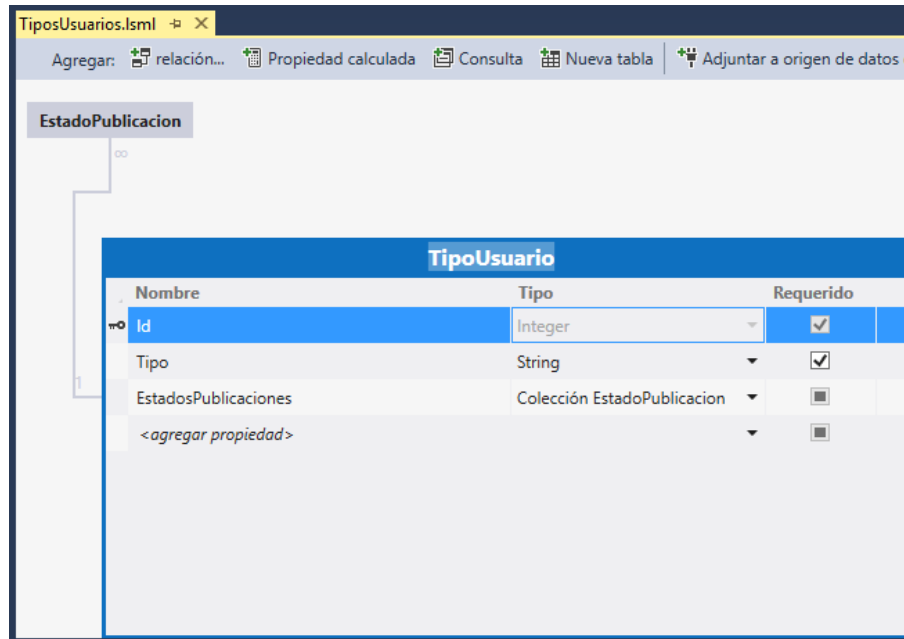 TiposUsuarios.lsml
Agregar: relación... Propiedad calculada Consulta Nueva tabla Adjuntar a origen de datos
EstadoPublicacion
∞
TipoUsuario
Nombre Tipo Requerido
Id Integer
Tipo String
1
EstadosPublicaciones Colección EstadoPublicacion
<agregar propiedad>